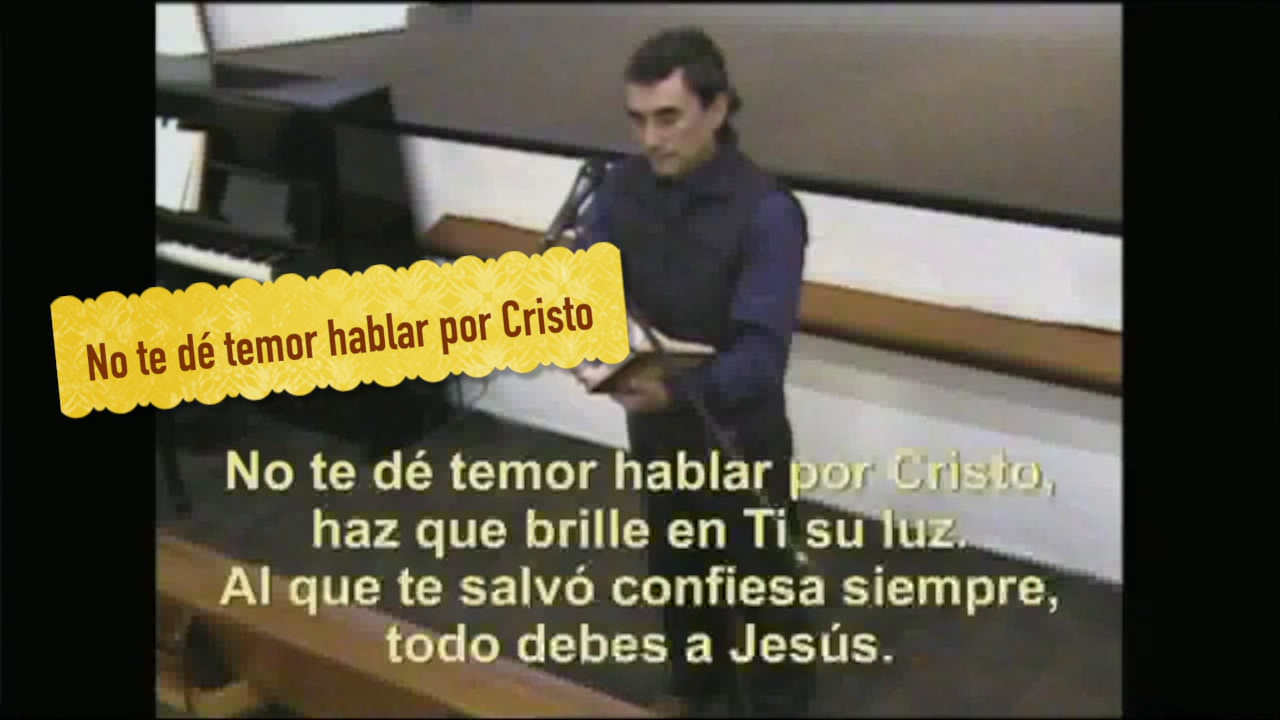 No te dé temor hablar por Cristo
No te dé temor hablar por Cristo,
haz que brille en Ti su luz.
Al que te salvó confiesa siempre,
todo debes a Jesús.